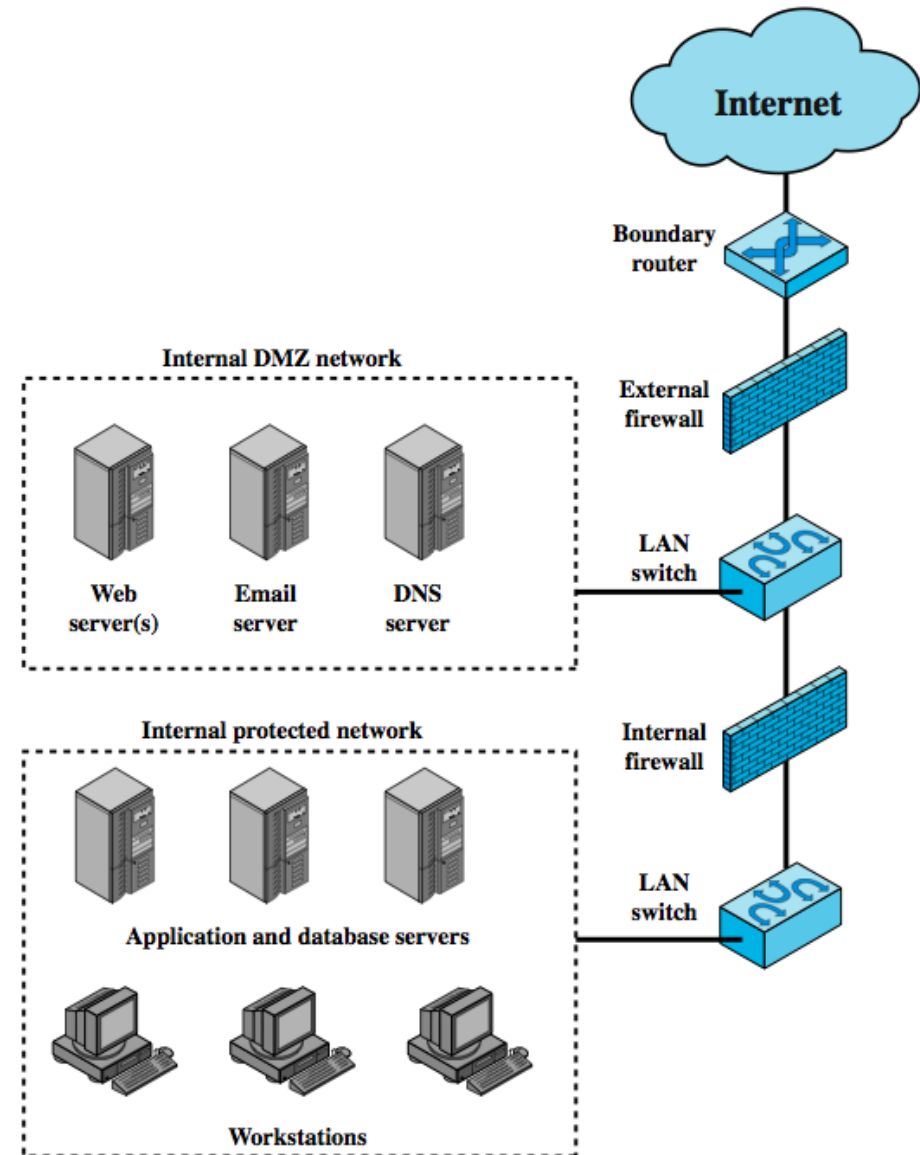 Internet
Boundary
router
Internal DMZ network
External
firewall
Web
server(s)
Email
server
DNS
server
LAN
switch
Internal protected network
Internal
firewall
Application and database servers
LAN
switch
Workstations